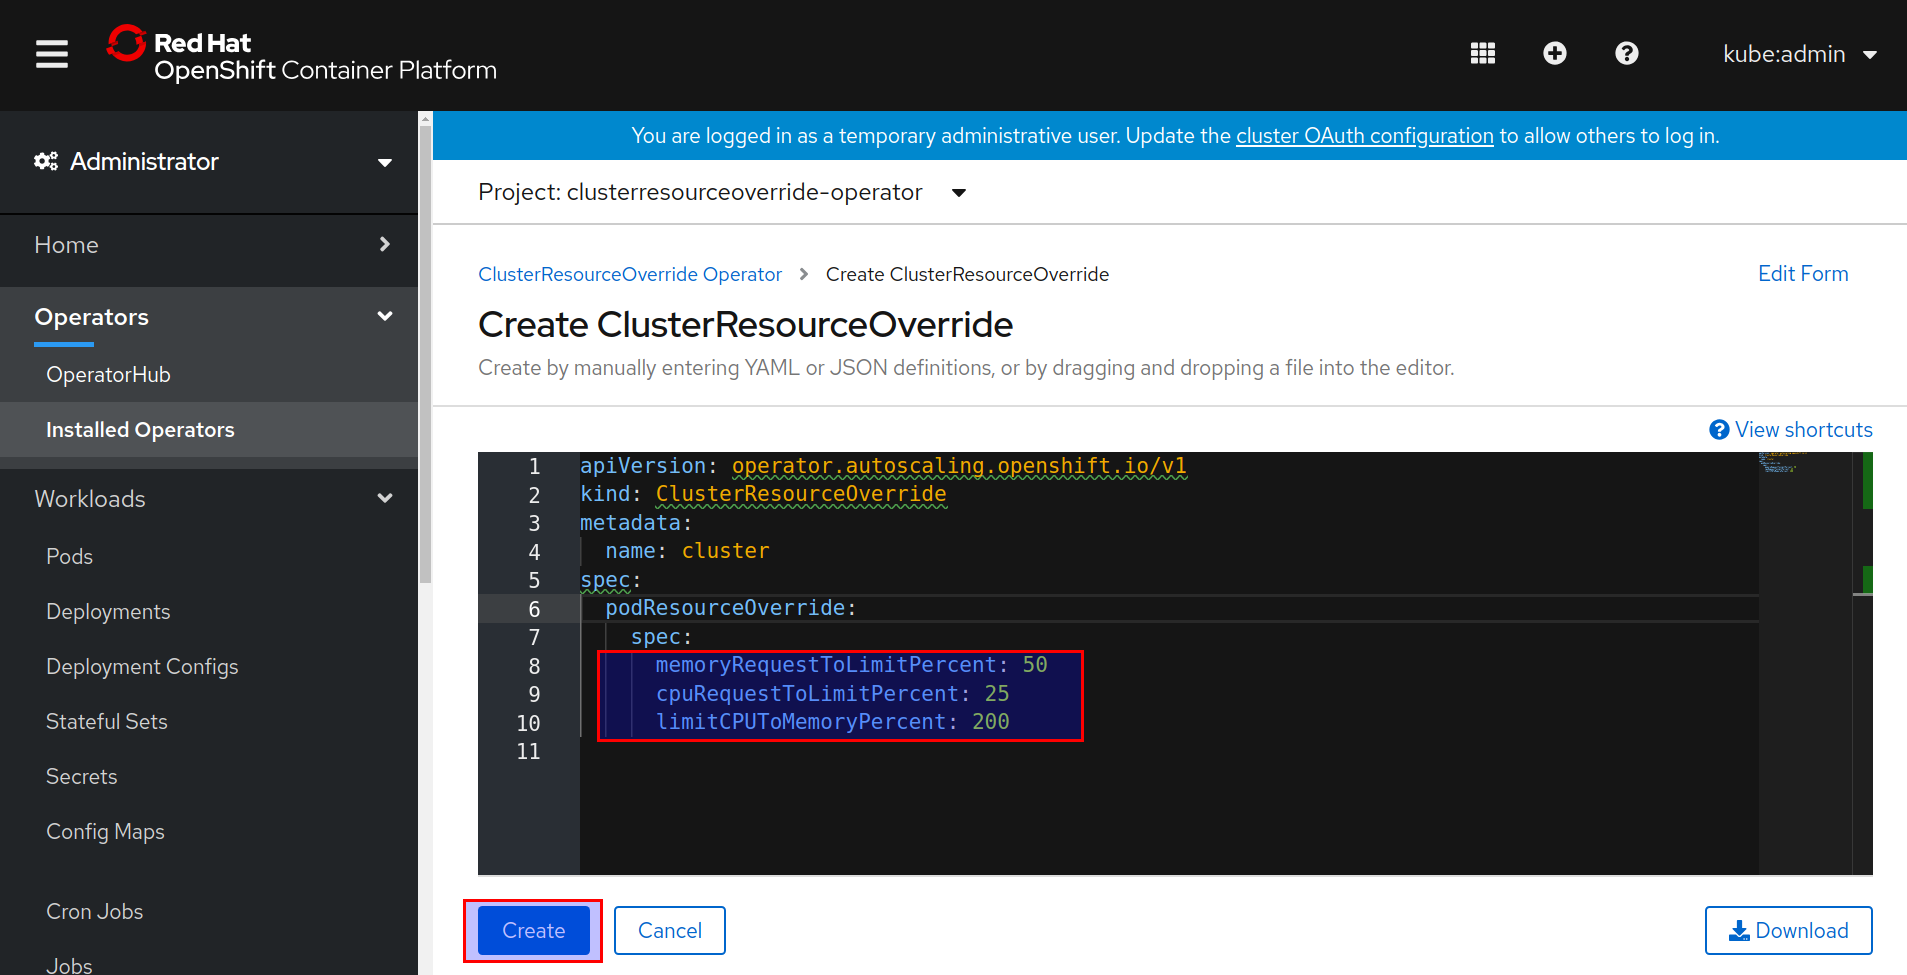 Red Hat
OpenShift Container Platform
kube:admin
Administrator
Home
Operators
OperatorHub
Installed Operators
Workloads
Pods
Deployments
Deployment Configs
Stateful Sets
Secrets
Config Maps
Cron Jobs
Jobs
You are logged in as a temporary administrative user. Update the cluster OAuth configuration to allow others to log in.
Project: clusterresourceoverride-operator
ClusterResourceOverride Operator > Create ClusterResourceOverride
Edit Form
Create ClusterResourceOverride
Create by manually entering YAML or JSON definitions, or by dragging and dropping a file into the editor.
View shortcuts
1 apiVersion: operator.autoscaling.openshift.io/v1
2 kind: ClusterResourceOverride
3 metadata:
4   name: cluster
5 spec:
6   podResourceOverride:
7     spec:
8       memoryRequestToLimitPercent: 50
9       cpuRequestToLimitPercent: 25
10       limitCPUToMemoryPercent: 200
11
Create
Cancel
Download